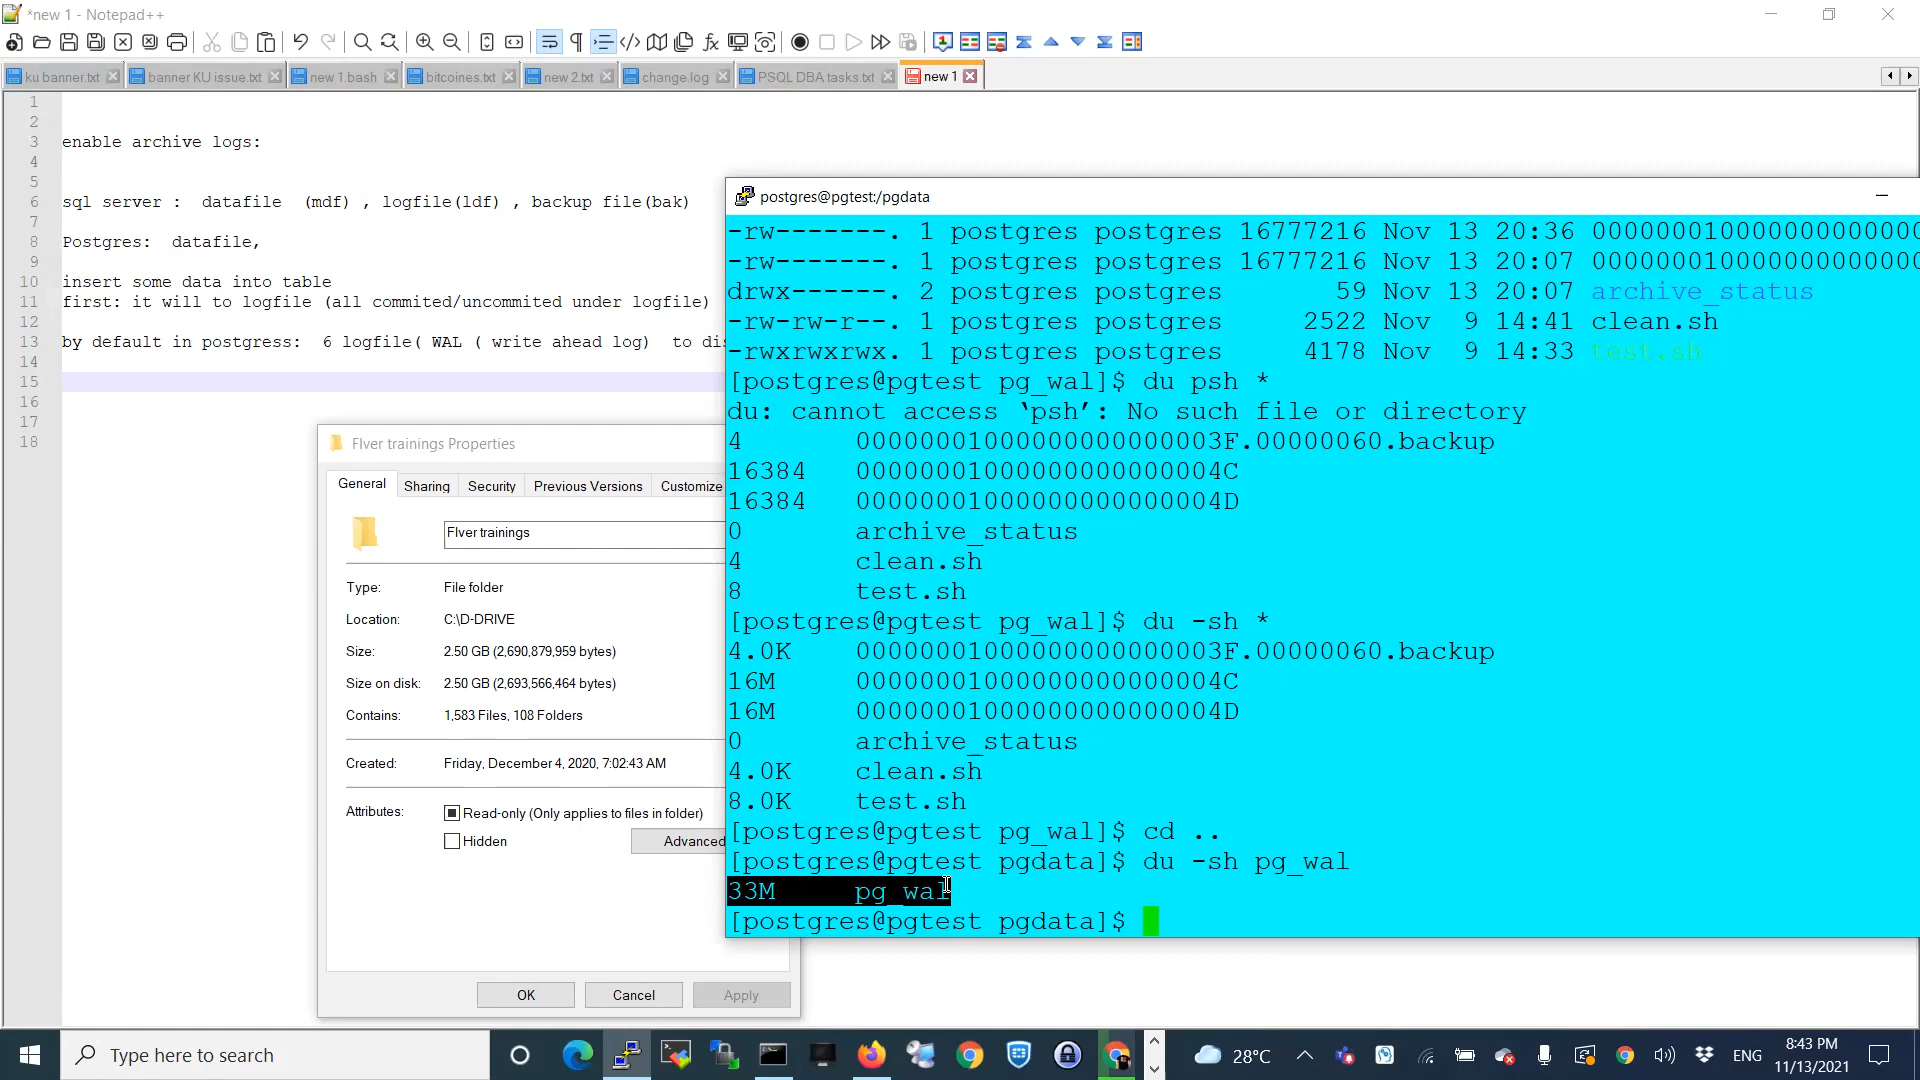 *new 1 - Notepad++
ku banner.txt
banner KU issue.txt
new 1.bash
bitcoines.txt
new 2.txt
change.log
PSQL DBA tasks.txt
new 1
1
2
3 enable archive logs:
4
5
6 sql server :  datafile  (mdf) , logfile(ldf) , backup file(bak)
7
8 Postgres:  datafile,
9
10 insert some data into table
11 first: it will to logfile (all commited/uncommited under logfile)
12
13 by default in postgress:  6 logfile( WAL ( write ahead log)  to dis
14
15
16
17
18
Flver trainings Properties
General
Sharing
Security
Previous Versions
Customize
Flver trainings
Type: File folder
Location: C:\D-DRIVE
Size: 2.50 GB (2,690,879,959 bytes)
Size on disk: 2.50 GB (2,693,566,464 bytes)
Contains: 1,583 Files, 108 Folders
Created: Friday, December 4, 2020, 7:02:43 AM
Attributes: Read-only (Only applies to files in folder)
Hidden
Advanced
OK
Cancel
Apply
postgres@pgtest:/pgdata
-rw-------. 1 postgres postgres 16777216 Nov 13 20:36 000000010000000000000
-rw-------. 1 postgres postgres 16777216 Nov 13 20:07 000000010000000000000
drwx------. 2 postgres postgres       59 Nov 13 20:07 archive_status
-rw-rw-r--. 1 postgres postgres     2522 Nov  9 14:41 clean.sh
-rwxrwxrwx. 1 postgres postgres     4178 Nov  9 14:33 test.sh
[postgres@pgtest pg_wal]$ du psh *
du: cannot access ‘psh’: No such file or directory
4       00000001000000000000003F.00000060.backup
16384   00000001000000000000004C
16384   00000001000000000000004D
0       archive_status
4       clean.sh
8       test.sh
[postgres@pgtest pg_wal]$ du -sh *
4.0K    00000001000000000000003F.00000060.backup
16M     00000001000000000000004C
16M     00000001000000000000004D
0       archive_status
4.0K    clean.sh
8.0K    test.sh
[postgres@pgtest pg_wal]$ cd ..
[postgres@pgtest pgdata]$ du -sh pg_wal
33M     pg_wal
[postgres@pgtest pgdata]$
Type here to search
28°C
ENG
8:43 PM
11/13/2021